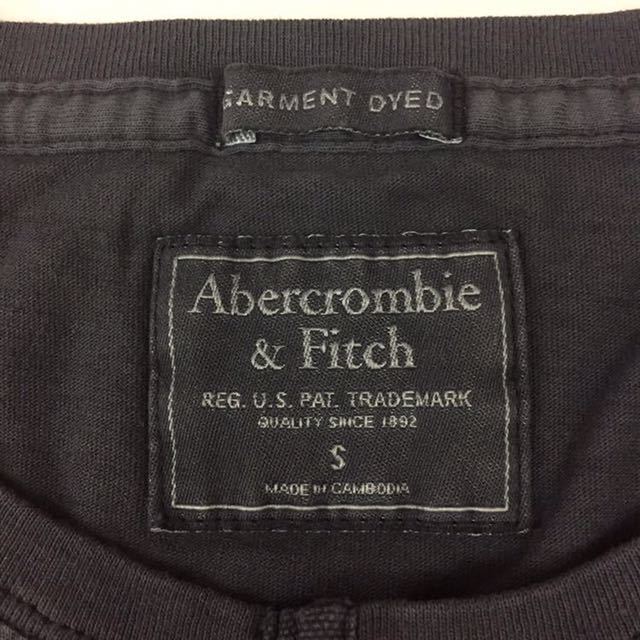 GARMENT DYED
Abercrombie
& Fitch
REG. U.S. PAT. TRADEMARK
QUALITY SINCE 1892
S
MADE IN CAMBODIA